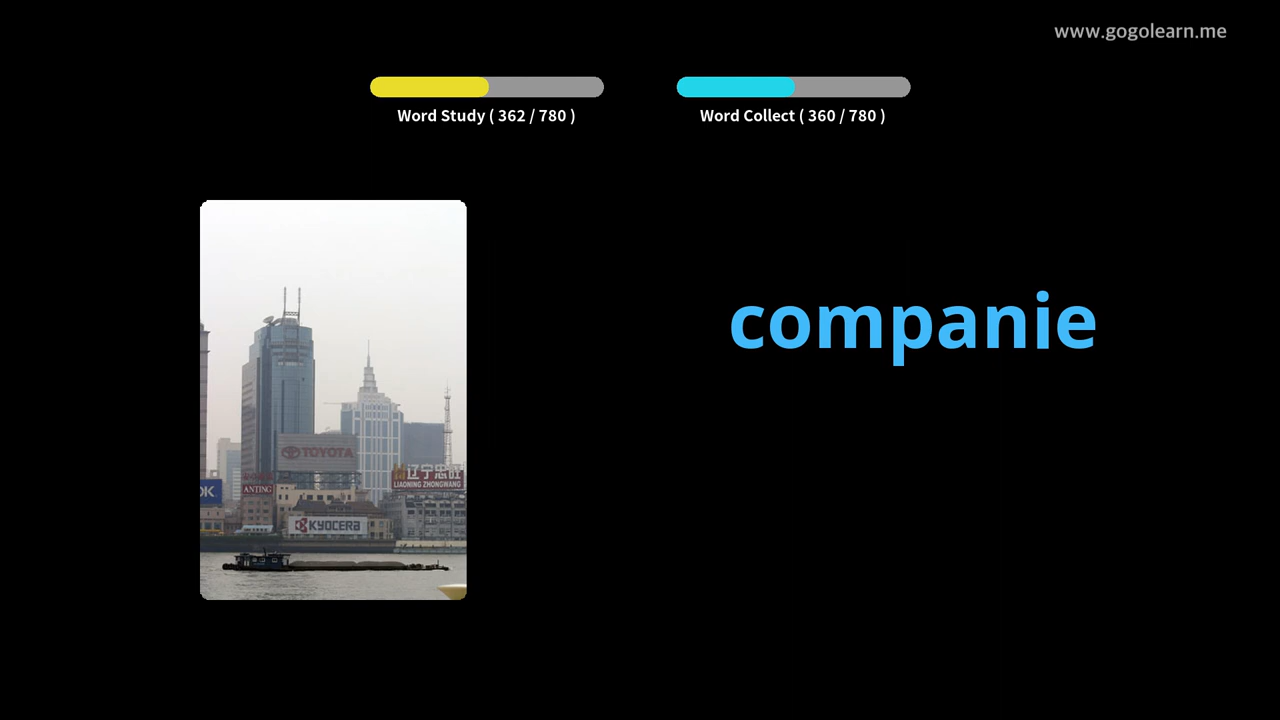 www.gogolearn.me
Word Study ( 362 / 780 )
Word Collect ( 360 / 780 )
companie
TOYOTA
辽宁忠旺
LIAONING ZHONGWANG
OK
ANTING
KYOCERA